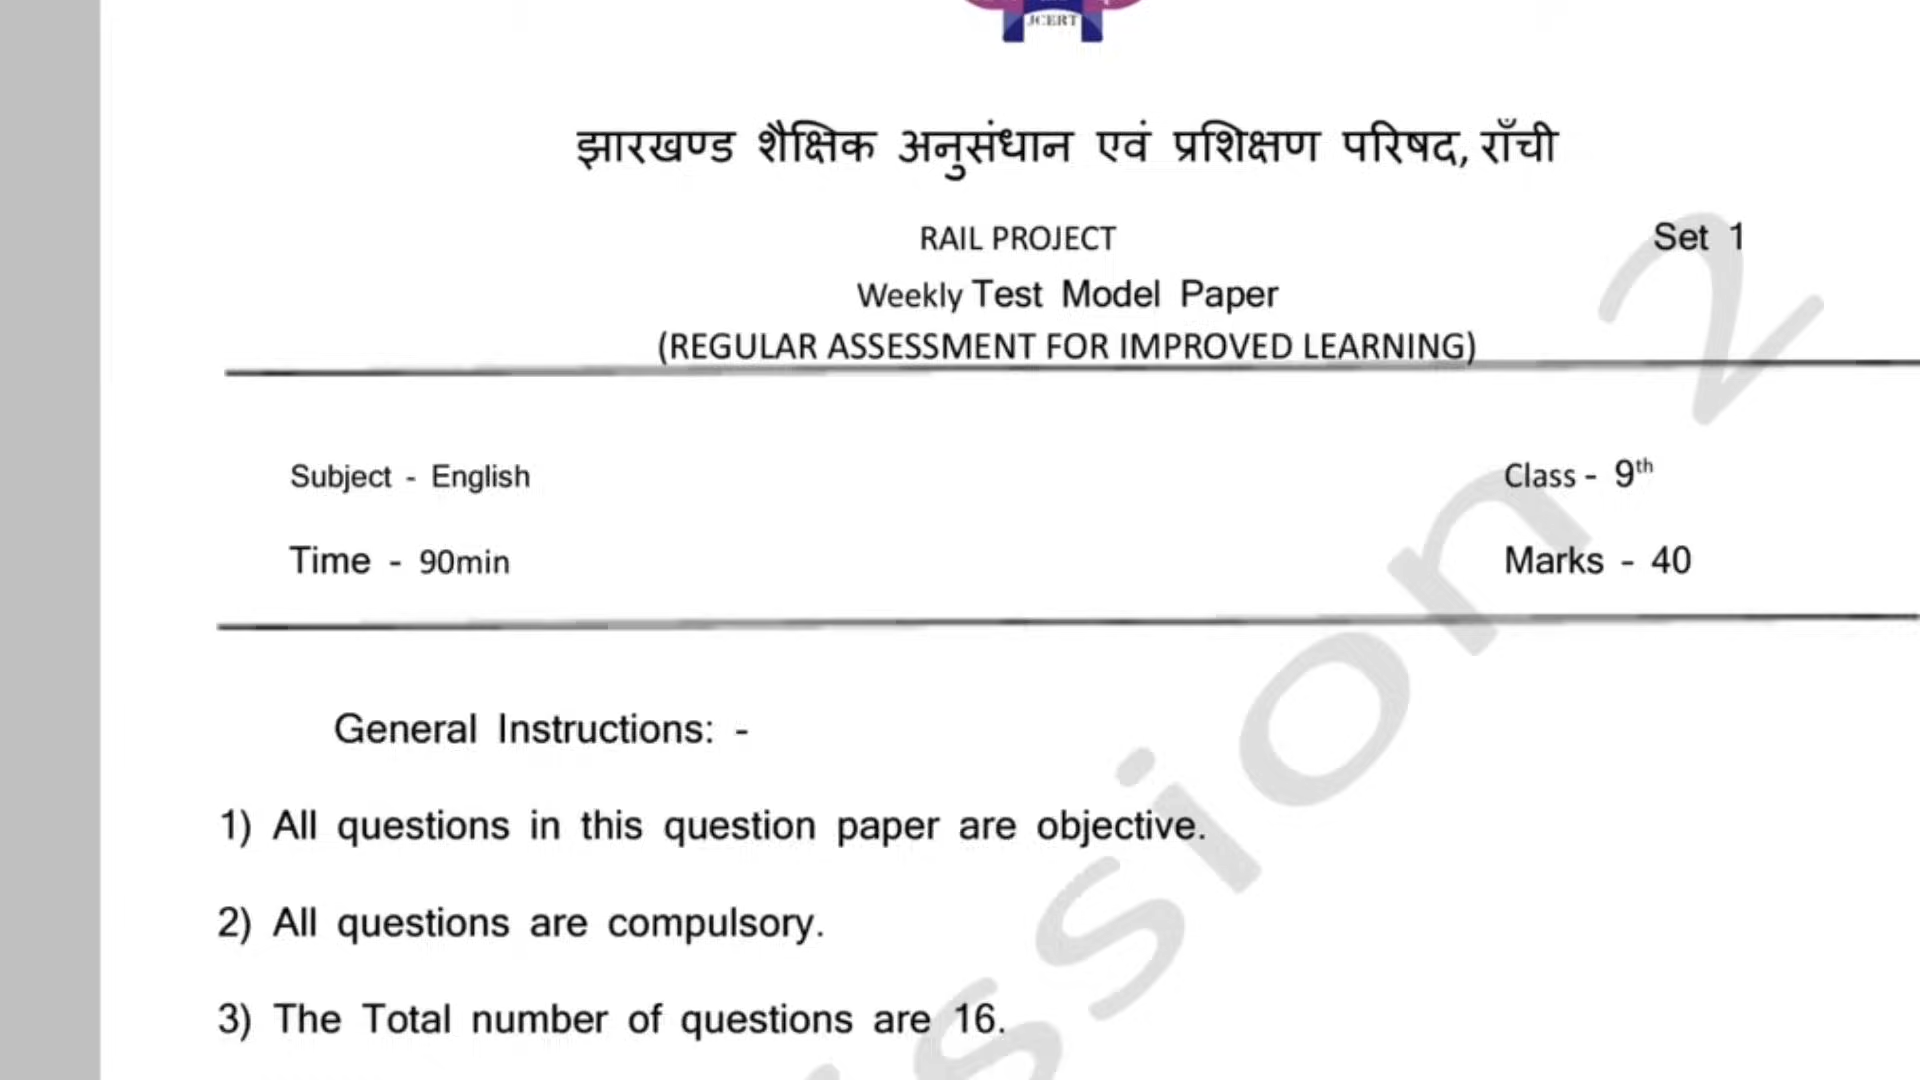 JCERT
झारखण्ड शैक्षिक अनुसंधान एवं प्रशिक्षण परिषद, राँची
RAIL PROJECT Set 1
Weekly Test Model Paper
(REGULAR ASSESSMENT FOR IMPROVED LEARNING)
Subject - English Class - 9th
Time - 90min Marks - 40
General Instructions: -
1) All questions in this question paper are objective.
2) All questions are compulsory.
3) The Total number of questions are 16.